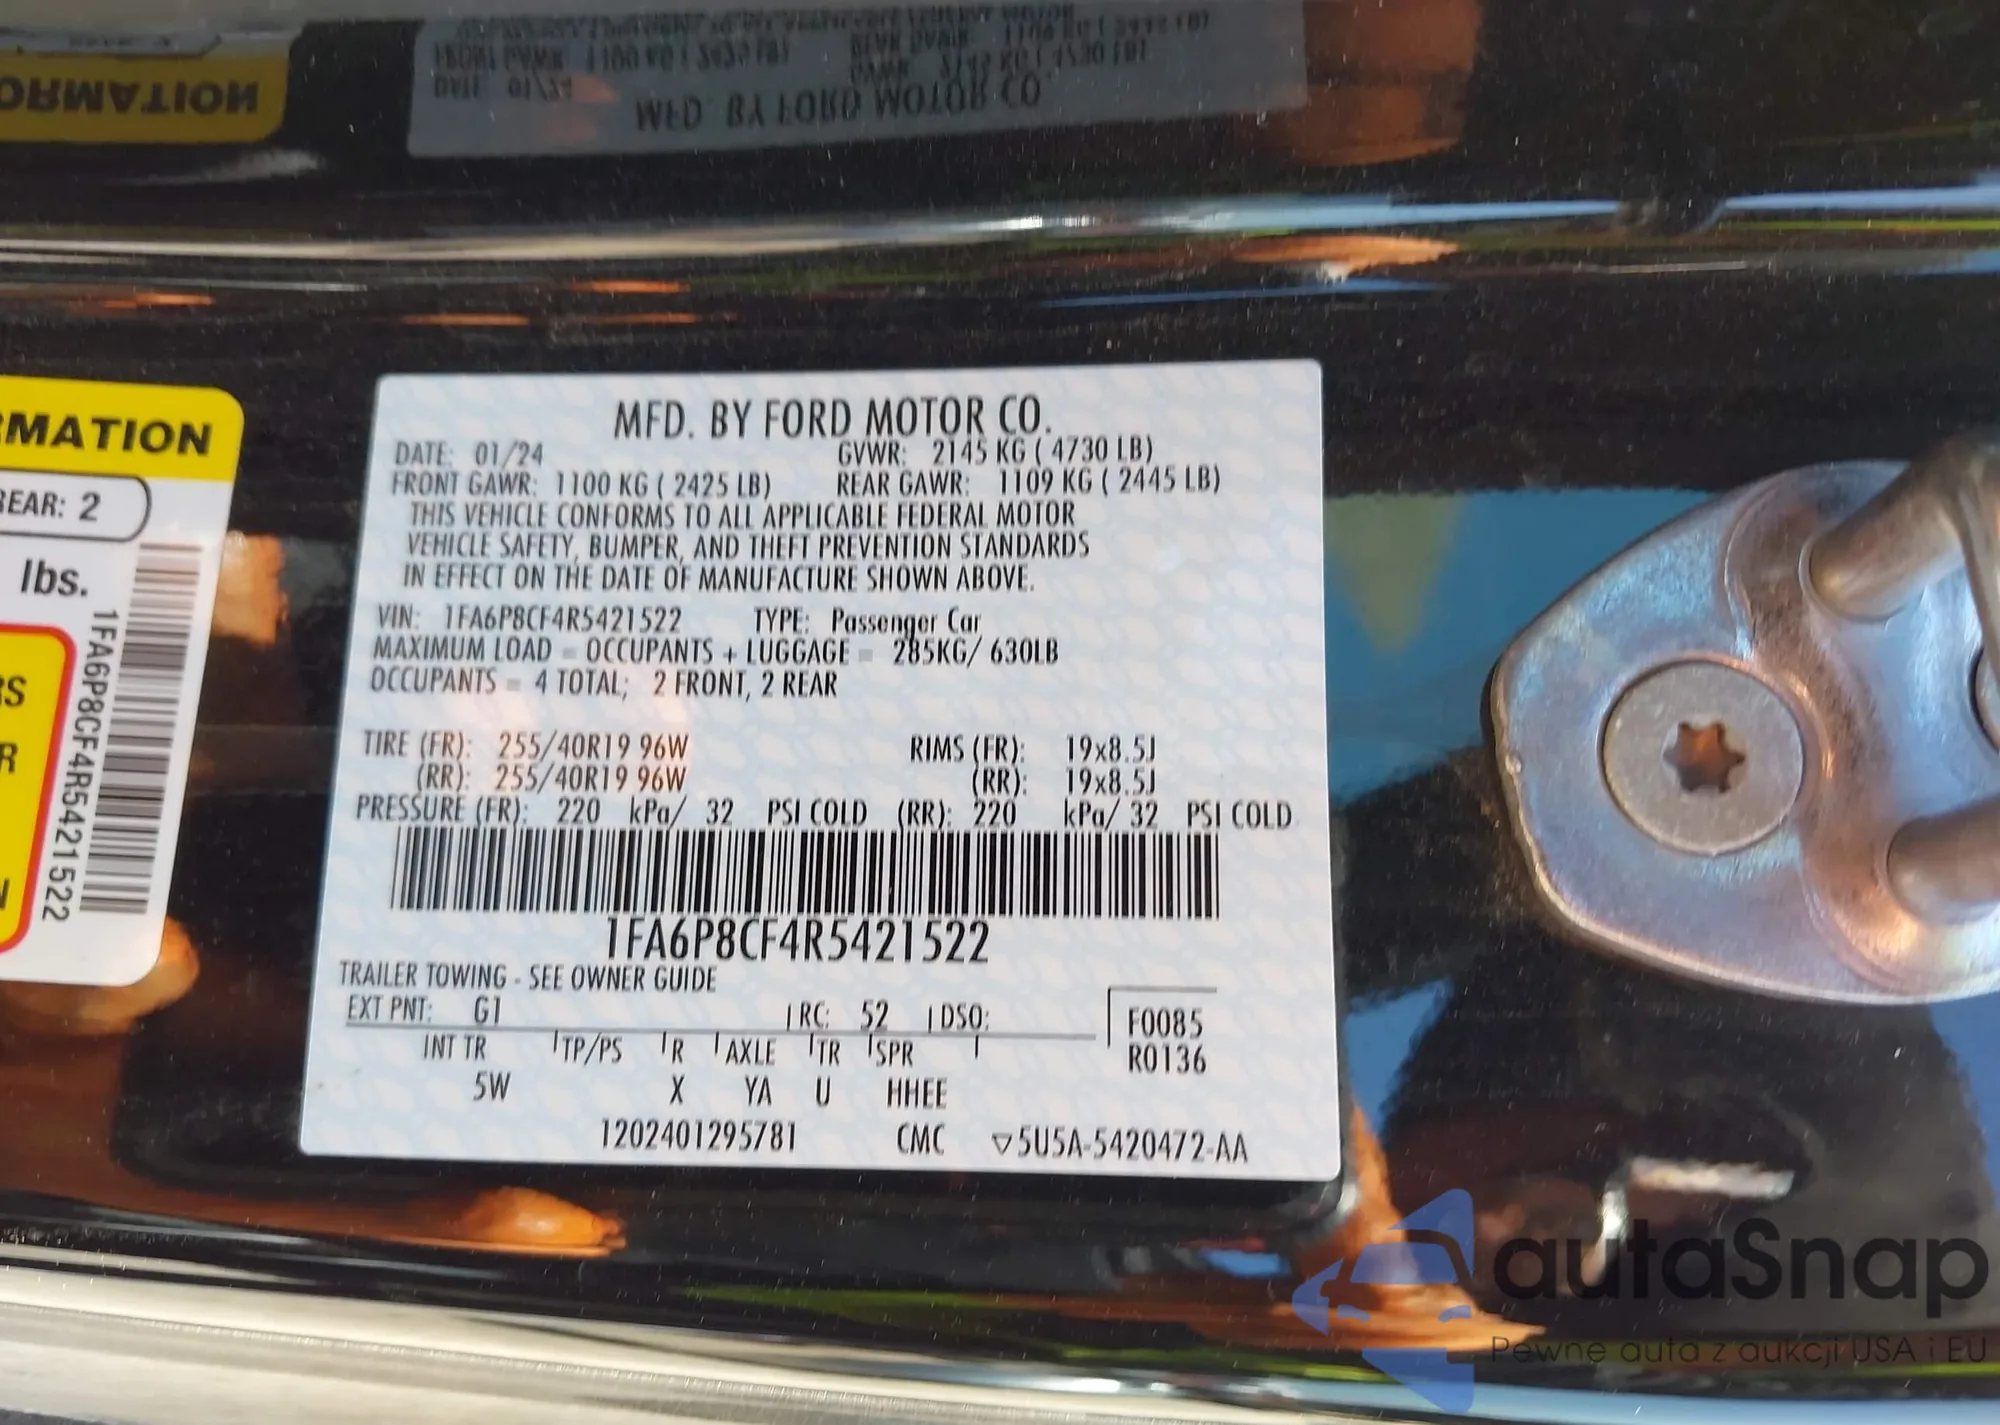 RMATION
REAR: 2
lbs.
1FA6P8CF4R5421522
RS
R
N
MFD. BY FORD MOTOR CO.
DATE: 01/24 GVWR: 2145 KG ( 4730 LB)
FRONT GAWR: 1100 KG ( 2425 LB) REAR GAWR: 1109 KG ( 2445 LB)
THIS VEHICLE CONFORMS TO ALL APPLICABLE FEDERAL MOTOR
VEHICLE SAFETY, BUMPER, AND THEFT PREVENTION STANDARDS
IN EFFECT ON THE DATE OF MANUFACTURE SHOWN ABOVE.
VIN: 1FA6P8CF4R5421522 TYPE: Passenger Car
MAXIMUM LOAD = OCCUPANTS + LUGGAGE = 285KG/ 630LB
OCCUPANTS = 4 TOTAL; 2 FRONT, 2 REAR
TIRE (FR): 255/40R19 96W RIMS (FR): 19x8.5J
(RR): 255/40R19 96W (RR): 19x8.5J
PRESSURE (FR): 220 kPa/ 32 PSI COLD (RR): 220 kPa/ 32 PSI COLD
1FA6P8CF4R5421522
TRAILER TOWING - SEE OWNER GUIDE
EXT PNT: G1 RC: 52 DSO:
F0085
R0136
INT TR TP/PS R AXLE TR SPR
5W X YA U HHEE
1202401295781 CMC ▽5U5A-5420472-AA
autaSnap
Pewne auta z aukcji USA i EU